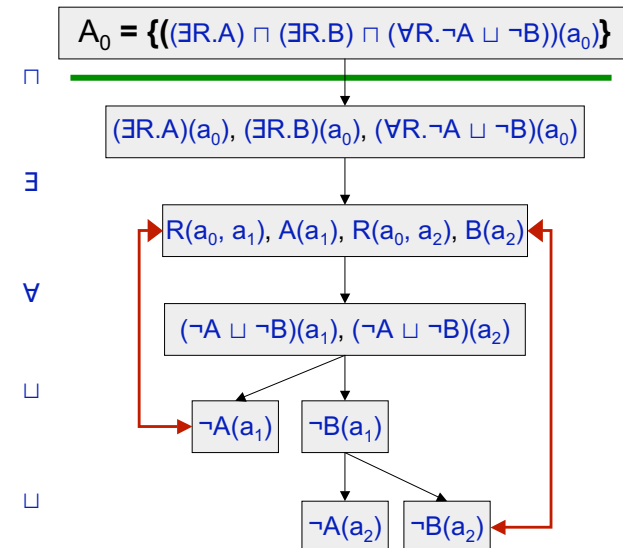 A₀ = {((∃R.A) ⊓ (∃R.B) ⊓ (∀R.¬A ⊔ ¬B))(a₀)}
⊓
(∃R.A)(a₀), (∃R.B)(a₀), (∀R.¬A ⊔ ¬B)(a₀)
∃
R(a₀, a₁), A(a₁), R(a₀, a₂), B(a₂)
∀
(¬A ⊔ ¬B)(a₁), (¬A ⊔ ¬B)(a₂)
⊔
¬A(a₁) ¬B(a₁)
⊔
¬A(a₂) ¬B(a₂)